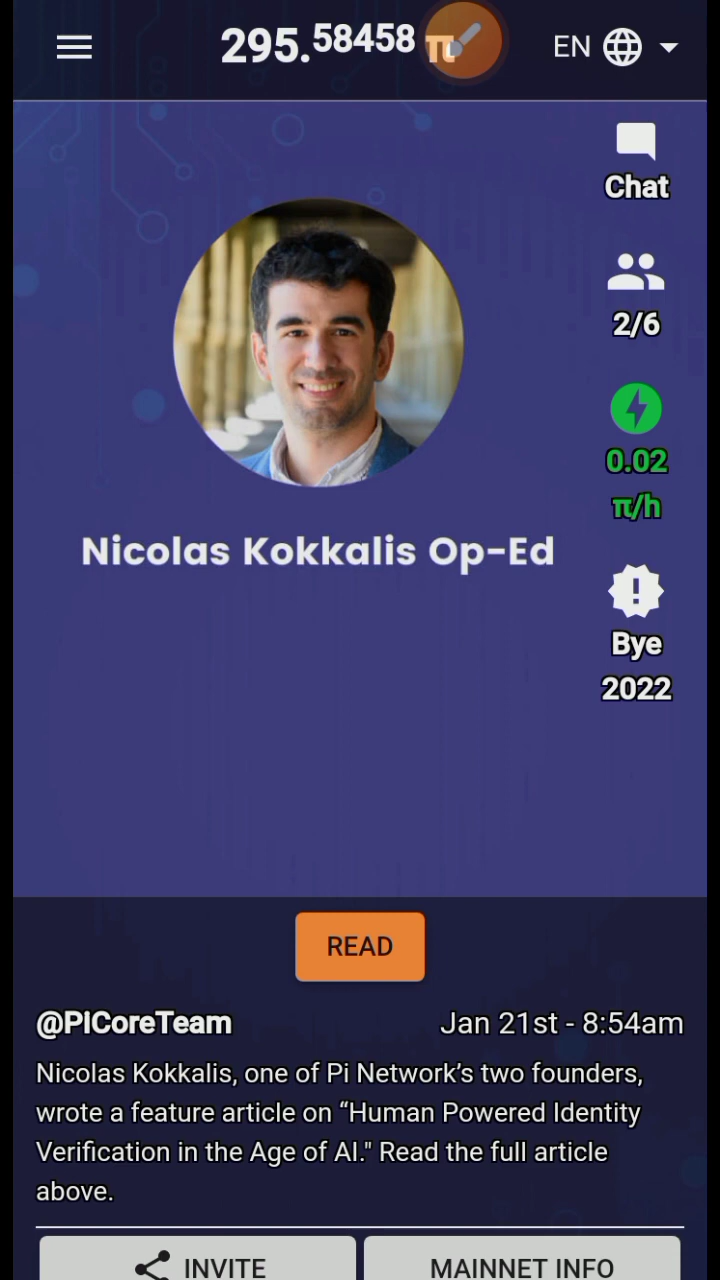 295.58458 π
EN
Chat
2/6
0.02
π/h
Bye
2022
Nicolas Kokkalis Op-Ed
READ
@PiCoreTeam
Jan 21st - 8:54am
Nicolas Kokkalis, one of Pi Network’s two founders,
wrote a feature article on “Human Powered Identity
Verification in the Age of AI." Read the full article
above.
INVITE
MAINNET INFO